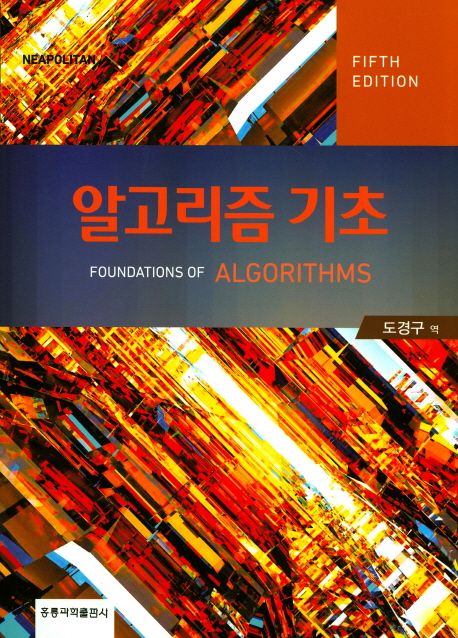 NEAPOLITAN
FIFTH
EDITION
알고리즘 기초
FOUNDATIONS OF ALGORITHMS
도경구 역
홍릉과학출판사